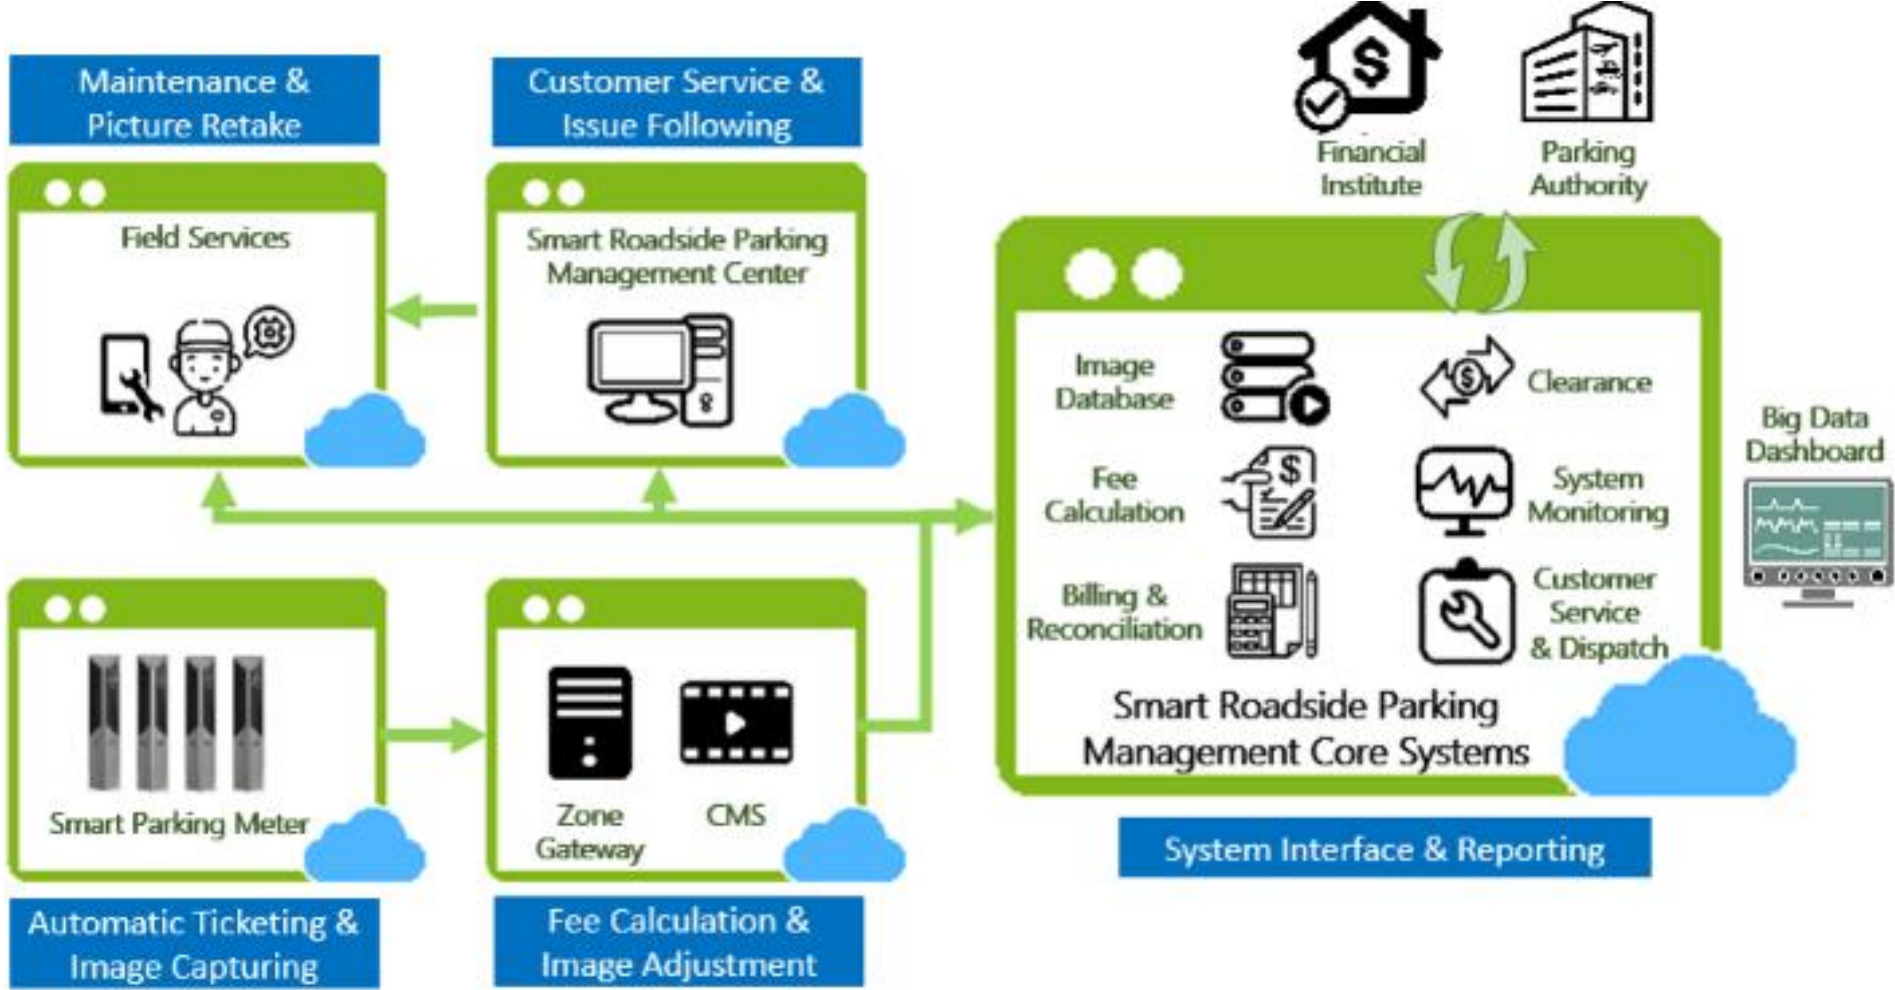 Maintenance &
Picture Retake
Field Services
Customer Service &
Issue Following
Smart Roadside Parking
Management Center
Smart Parking Meter
Automatic Ticketing &
Image Capturing
Zone
Gateway
CMS
Fee Calculation &
Image Adjustment
Financial
Institute
Parking
Authority
Image
Database
Clearance
Fee
Calculation
System
Monitoring
Billing &
Reconciliation
Customer
Service
& Dispatch
Smart Roadside Parking
Management Core Systems
System Interface & Reporting
Big Data
Dashboard